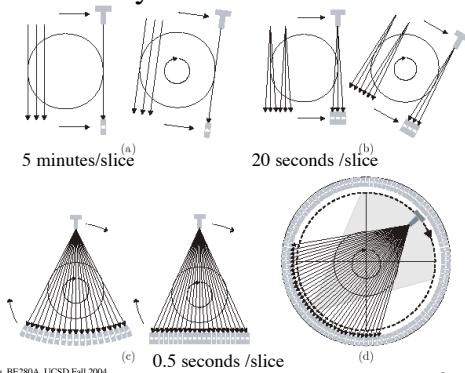 (a)
(b)
5 minutes/slice
20 seconds /slice
(c)
(d)
0.5 seconds /slice
BE280A, UCSD Fall 2004